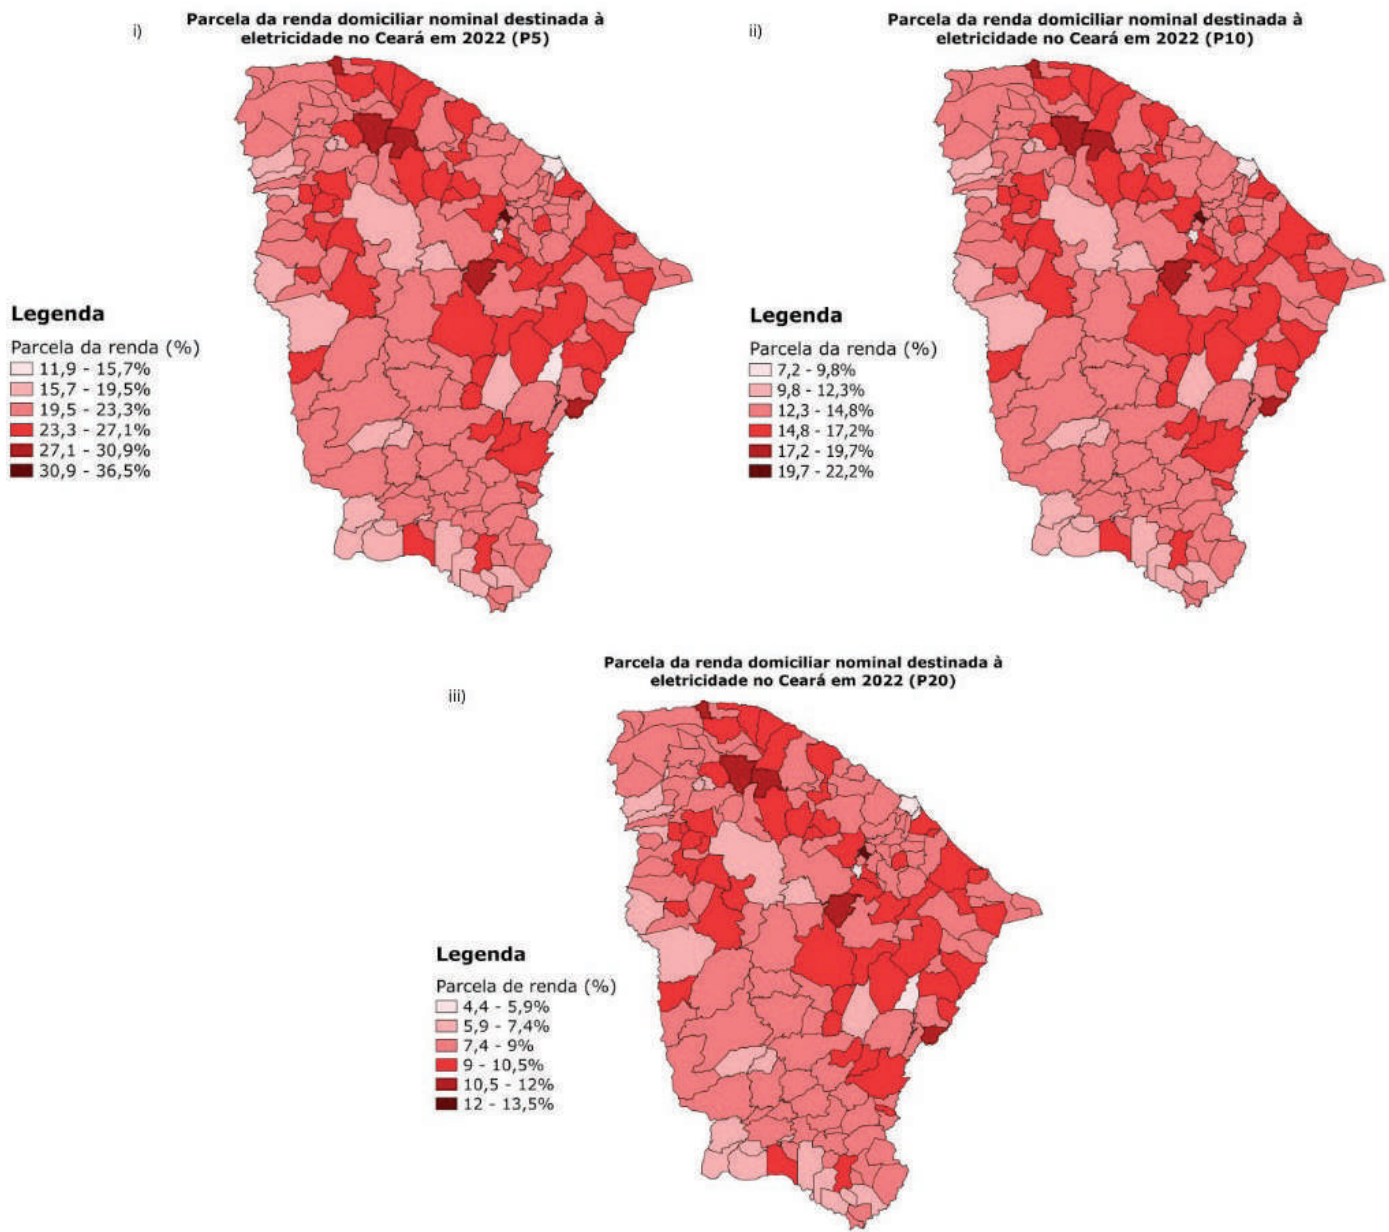 i)
Parcela da renda domiciliar nominal destinada à
eletricidade no Ceará em 2022 (P5)
Legenda
Parcela da renda (%)
11,9 - 15,7%
15,7 - 19,5%
19,5 - 23,3%
23,3 - 27,1%
27,1 - 30,9%
30,9 - 36,5%
ii)
Parcela da renda domiciliar nominal destinada à
eletricidade no Ceará em 2022 (P10)
Legenda
Parcela da renda (%)
7,2 - 9,8%
9,8 - 12,3%
12,3 - 14,8%
14,8 - 17,2%
17,2 - 19,7%
19,7 - 22,2%
iii)
Parcela da renda domiciliar nominal destinada à
eletricidade no Ceará em 2022 (P20)
Legenda
Parcela de renda (%)
4,4 - 5,9%
5,9 - 7,4%
7,4 - 9%
9 - 10,5%
10,5 - 12%
12 - 13,5%